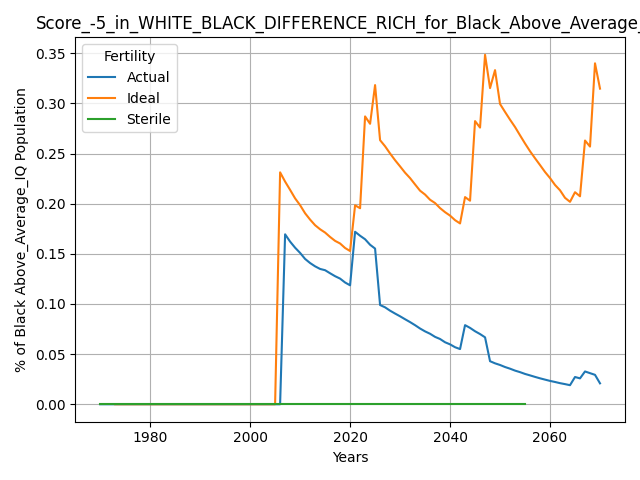 Score_-5_in_WHITE_BLACK_DIFFERENCE_RICH_for_Black_Above_Average_
Fertility
Actual
Ideal
Sterile
% of Black Above_Average_IQ Population
0.35
0.30
0.25
0.20
0.15
0.10
0.05
0.00
1980
2000
2020
2040
2060
Years